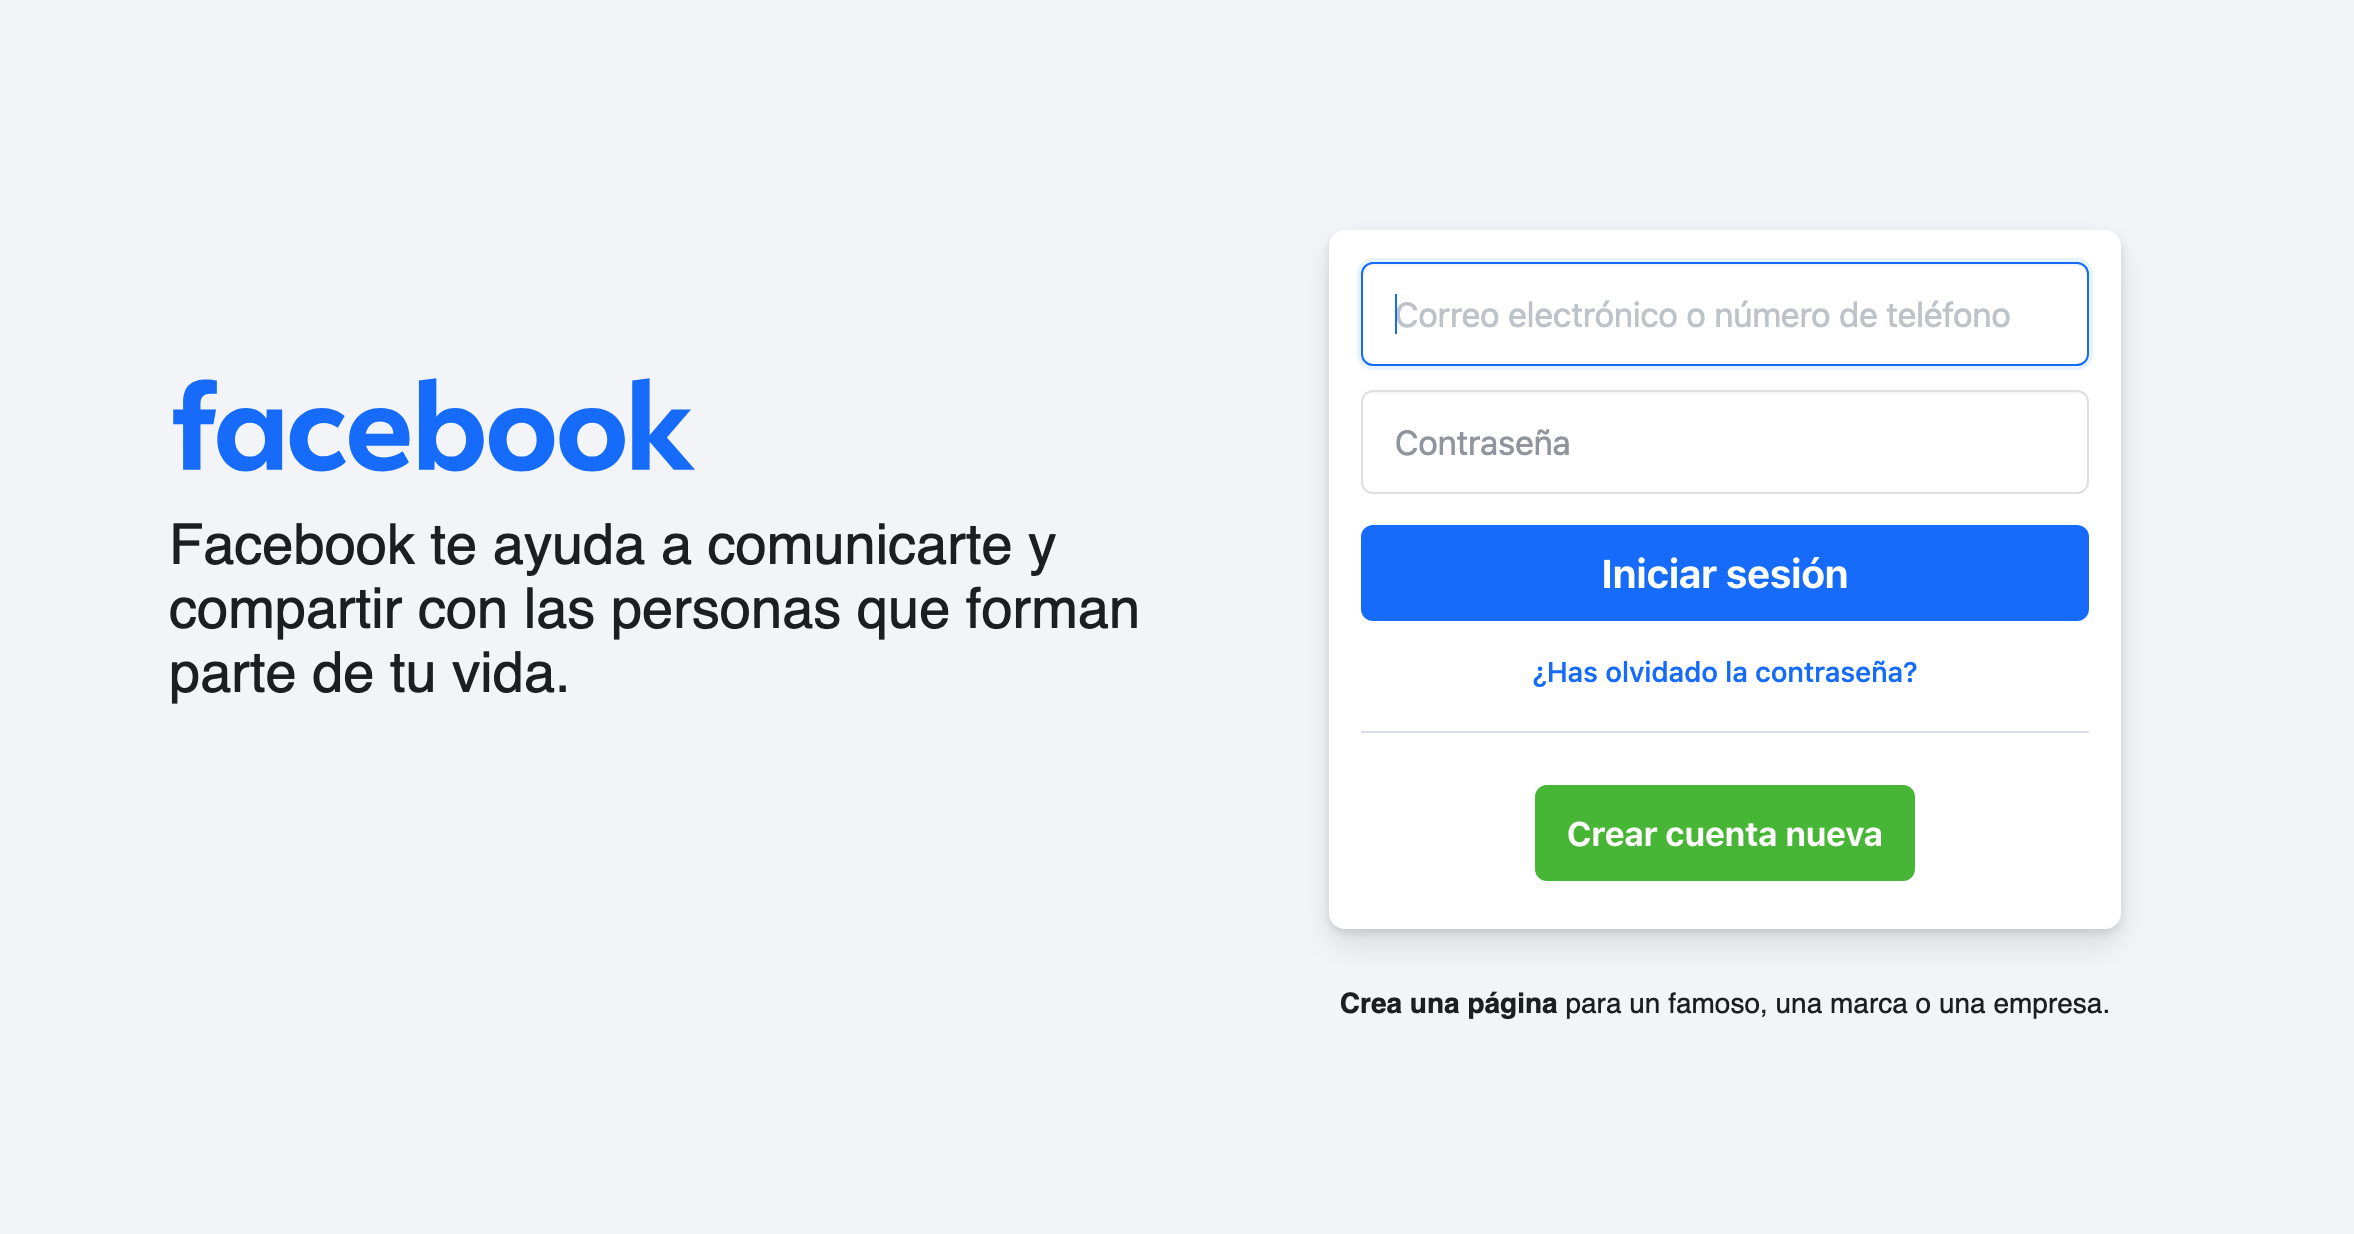 facebook
Facebook te ayuda a comunicarte y
compartir con las personas que forman
parte de tu vida.
Correo electrónico o número de teléfono
Contraseña
Iniciar sesión
¿Has olvidado la contraseña?
Crear cuenta nueva
Crea una página para un famoso, una marca o una empresa.